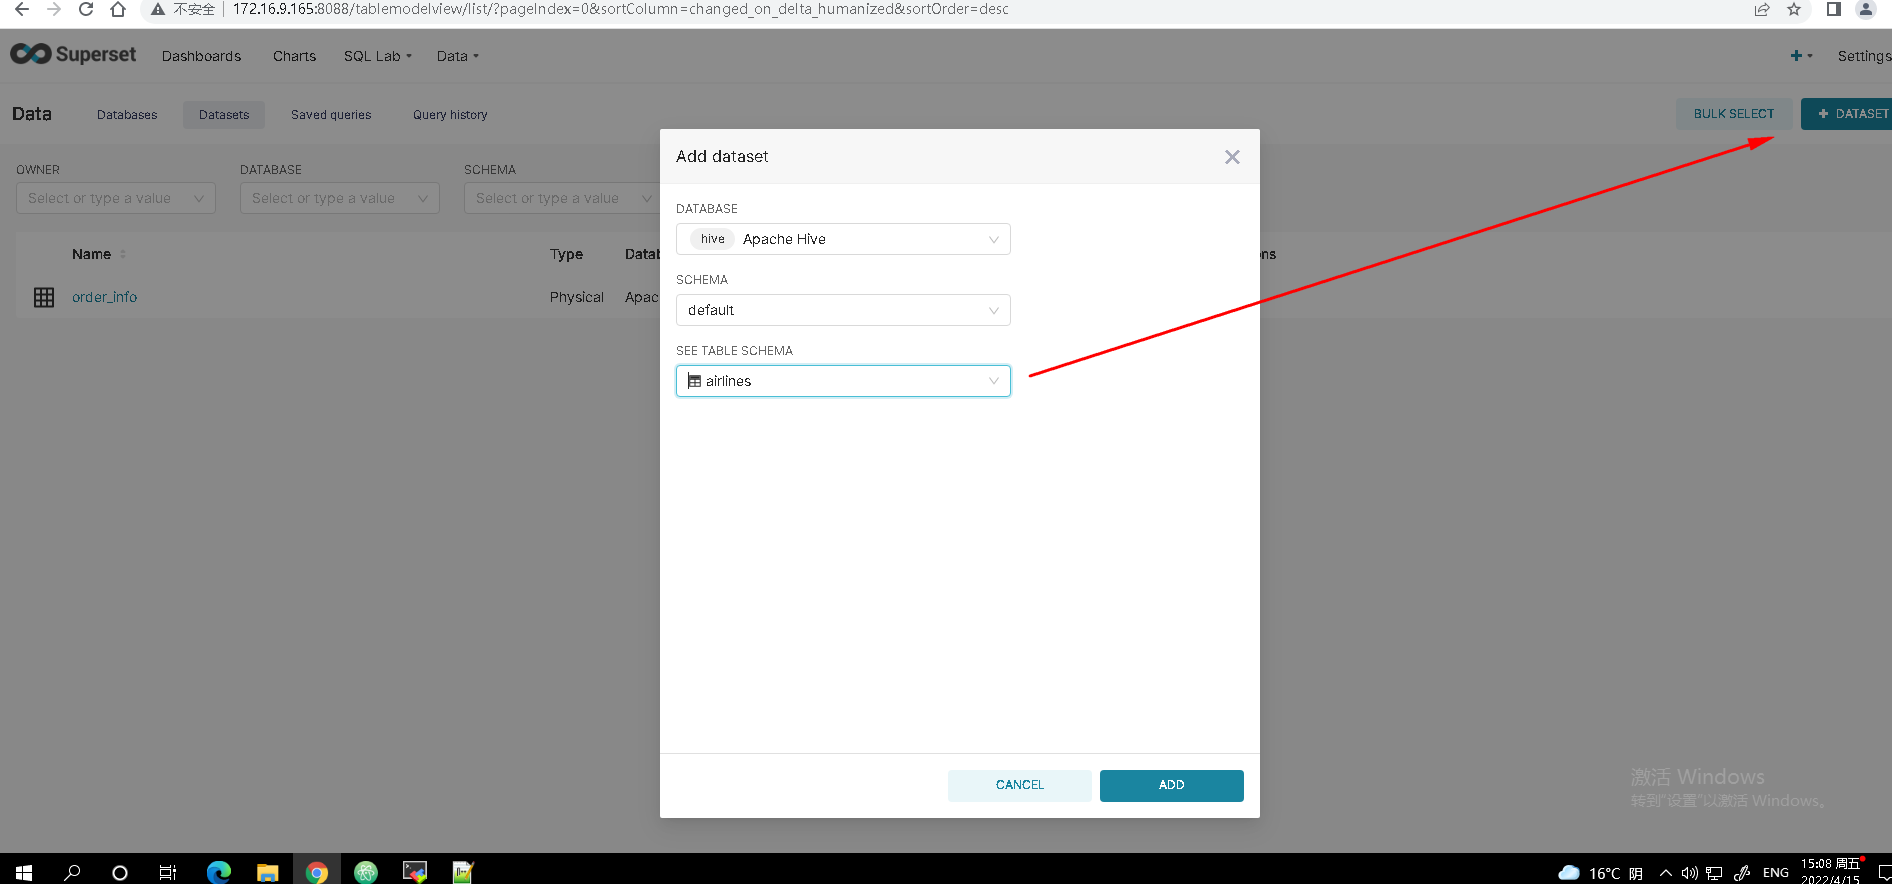 不安全 172.16.9.165:8088/tablemodelview/list/?pageIndex=0&sortColumn=changed_on_delta_humanized&sortOrder=desc
Superset Dashboards Charts SQL Lab Data Settings
Data Databases Datasets Saved queries Query history BULK SELECT + DATASET
Add dataset
OWNER DATABASE SCHEMA
Select or type a value Select or type a value Select or type a value
DATABASE
hive Apache Hive
Name Type Datab ons
SCHEMA
order_info Physical Apac
default
SEE TABLE SCHEMA
airlines
CANCEL ADD
激活 Windows
转到"设置"以激活 Windows。
16°C 阴 ENG 15:08 周五
2022/4/15